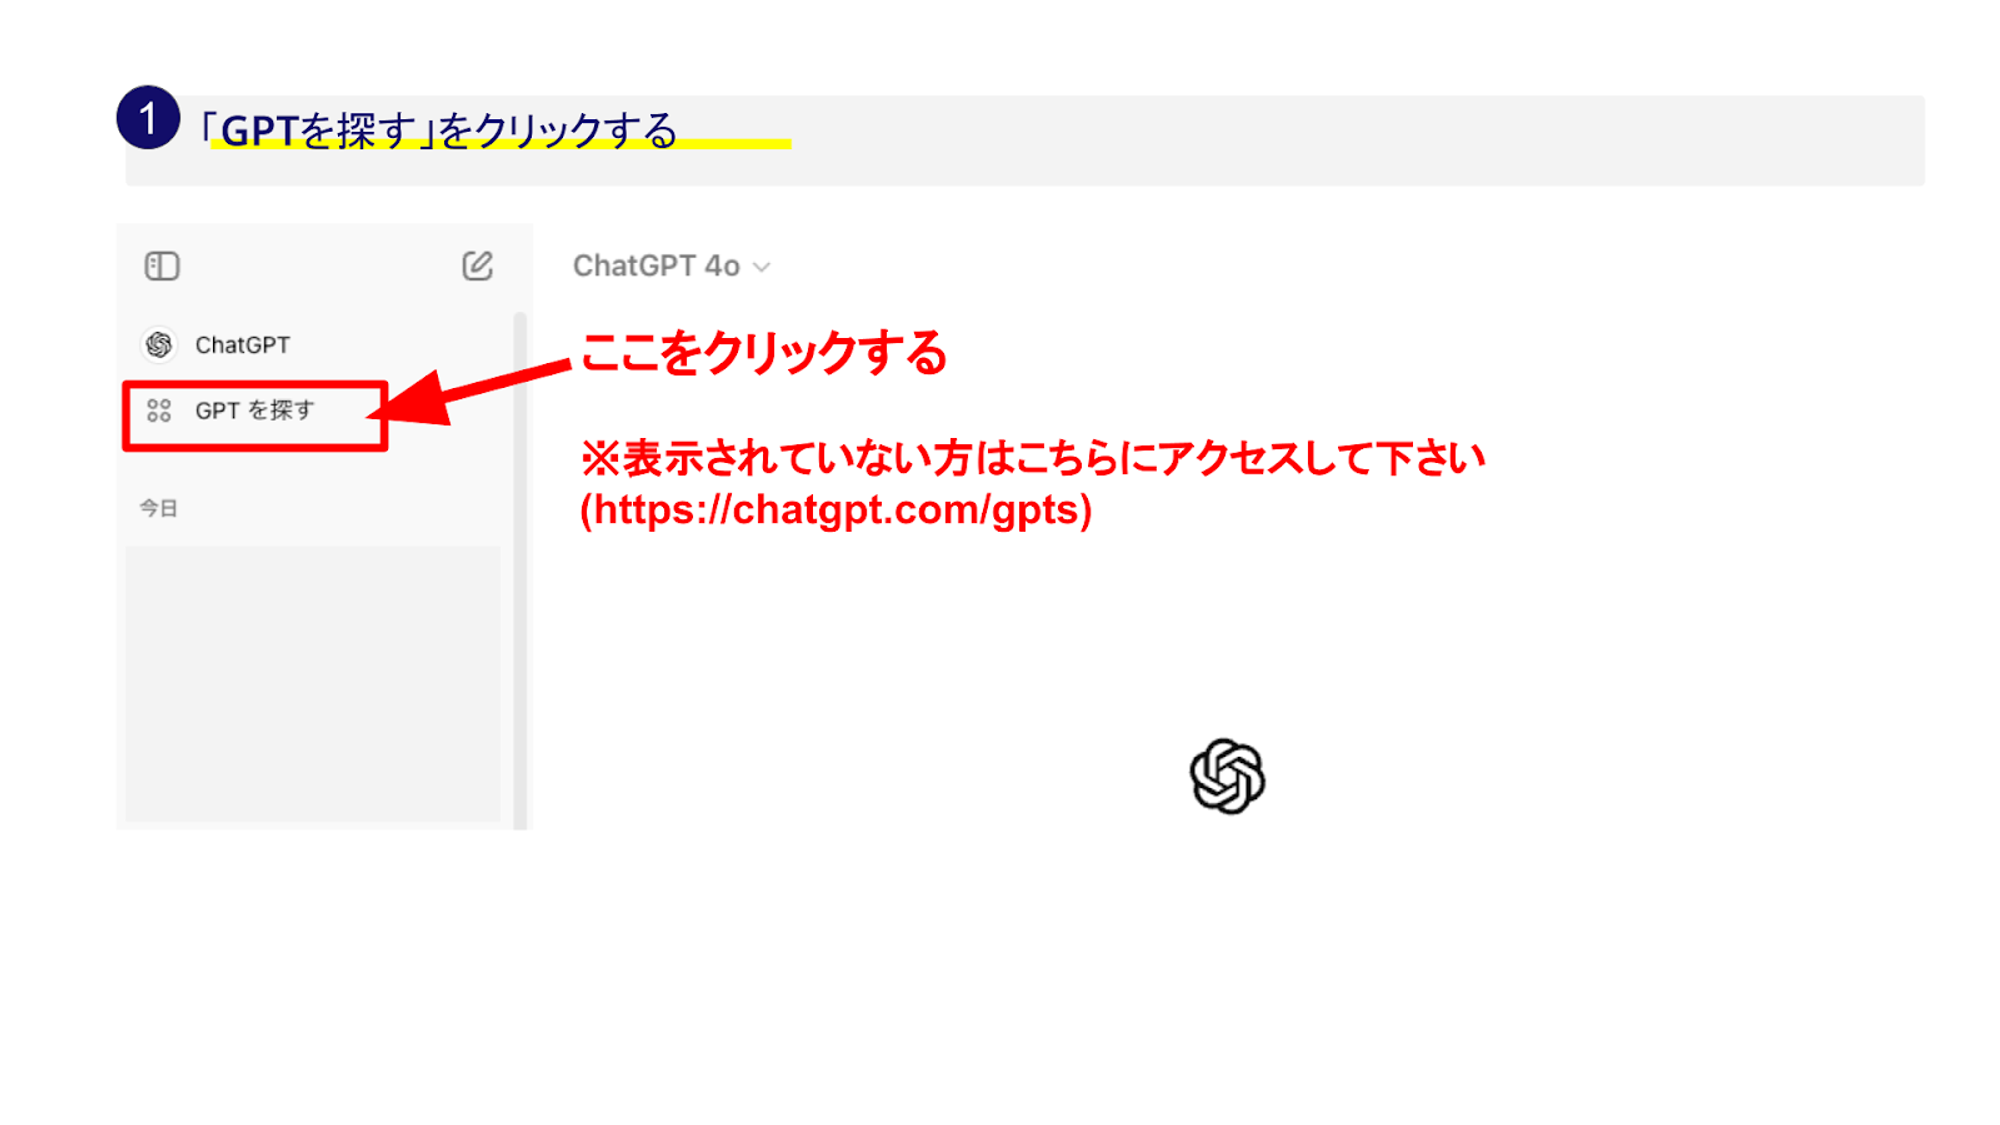 1
「GPTを探す」をクリックする
ChatGPT 4o
ChatGPT
ここをクリックする
GPT を探す
※表示されていない方はこちらにアクセスして下さい
(https://chatgpt.com/gpts)
今日